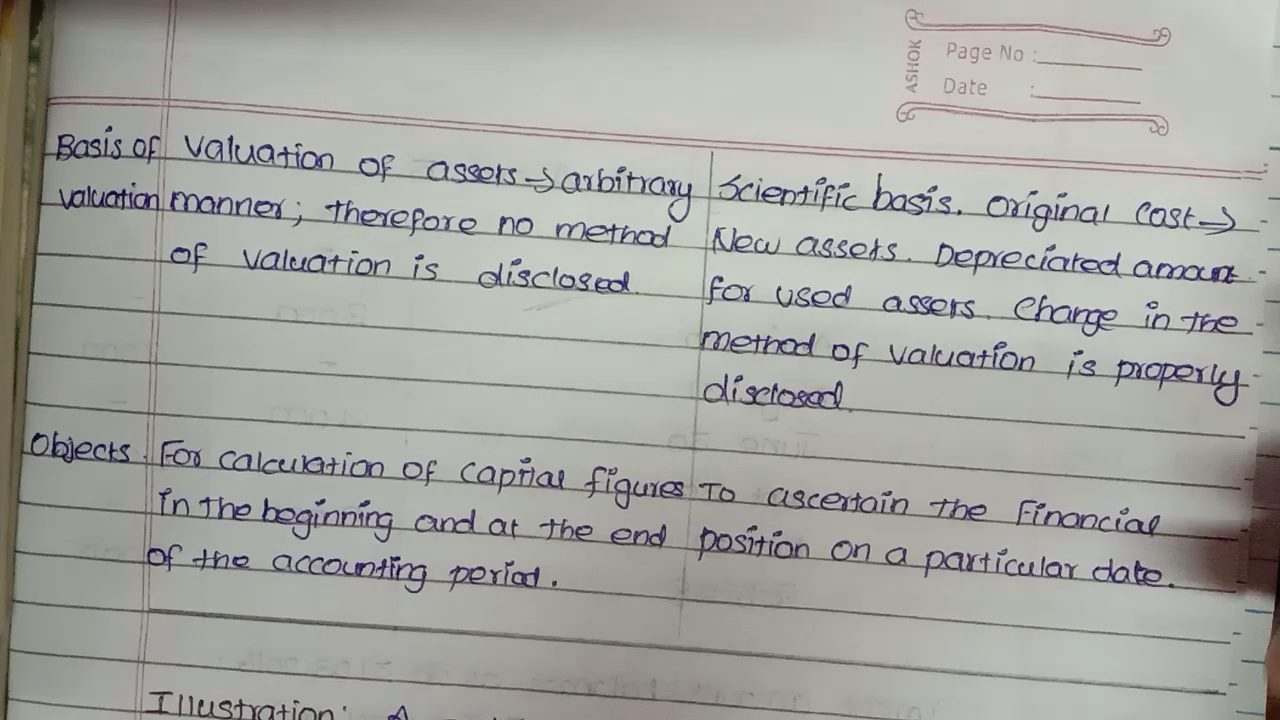 ASHOK
Page No :
Date :
Basis of valuation of assets → arbitrary Scientific basis. Original Cost →
valuation manner; therefore no method New assets. Depreciated amount
of valuation is disclosed for used assets. Change in the
method of valuation is properly
disclosed.
Objects For calculation of capital figures To ascertain the Financial
in the beginning and at the end position on a particular date.
of the accounting period.
Illustration: A